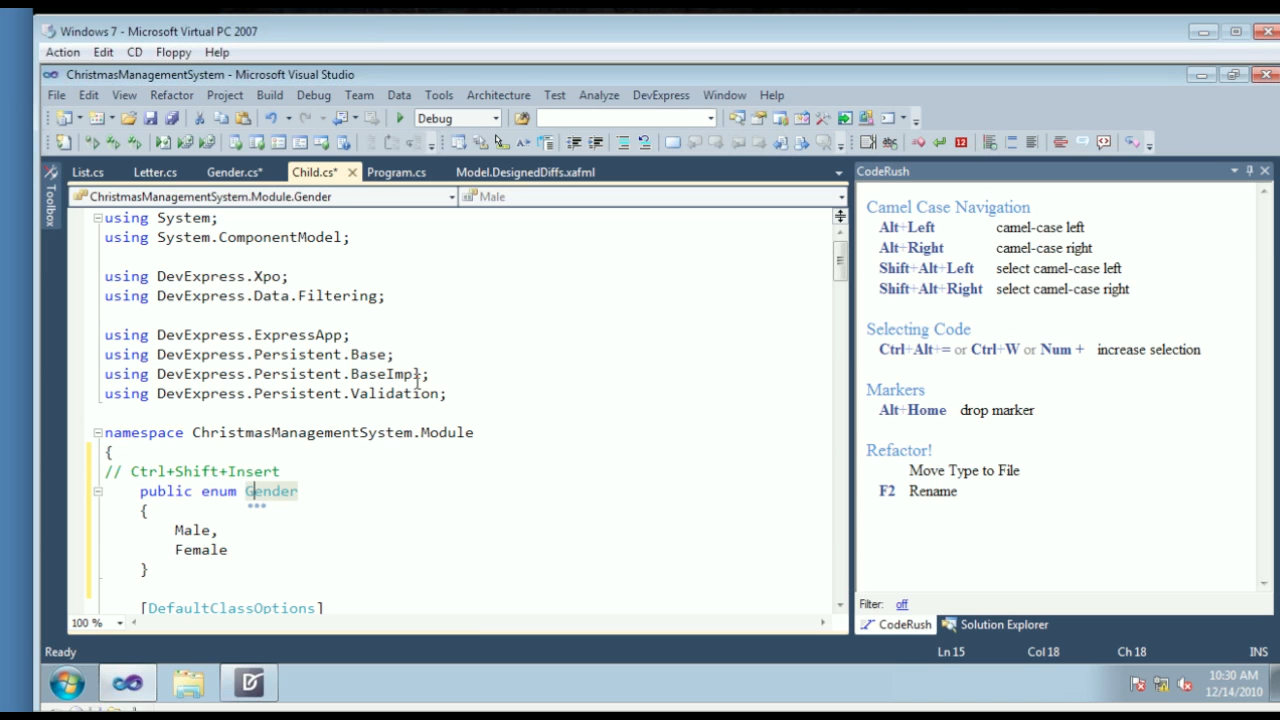 Windows 7 - Microsoft Virtual PC 2007
Action Edit CD Floppy Help
ChristmasManagementSystem - Microsoft Visual Studio
File Edit View Refactor Project Build Debug Team Data Tools Architecture Test Analyze DevExpress Window Help
Debug
12
Toolbox
List.cs Letter.cs Gender.cs* Child.cs* Program.cs Model.DesignedDiffs.xafml
ChristmasManagementSystem.Module.Gender Male
using System;
using System.ComponentModel;
using DevExpress.Xpo;
using DevExpress.Data.Filtering;
using DevExpress.ExpressApp;
using DevExpress.Persistent.Base;
using DevExpress.Persistent.BaseImpl;
using DevExpress.Persistent.Validation;
namespace ChristmasManagementSystem.Module
{
// Ctrl+Shift+Insert
public enum Gender
{
Male,
Female
}
[DefaultClassOptions]
100 %
CodeRush
Camel Case Navigation
Alt+Left camel-case left
Alt+Right camel-case right
Shift+Alt+Left select camel-case left
Shift+Alt+Right select camel-case right
Selecting Code
Ctrl+Alt+= or Ctrl+W or Num + increase selection
Markers
Alt+Home drop marker
Refactor!
Move Type to File
F2 Rename
Filter: off
CodeRush Solution Explorer
Ready Ln 15 Col 18 Ch 18 INS
10:30 AM
12/14/2010